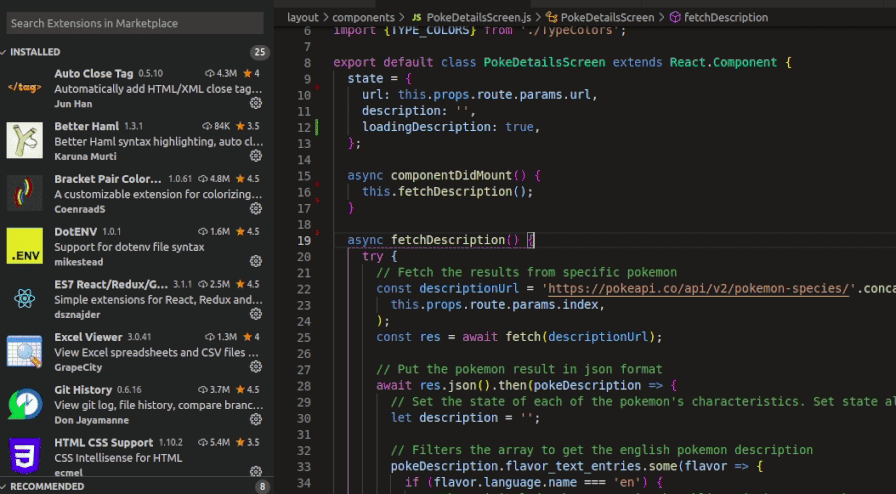 Search Extensions in Marketplace
INSTALLED 25
Auto Close Tag 0.5.10 4.3M 4
Automatically add HTML/XML close tag...
Jun Han
Better Haml 1.3.1 84K 3.5
Better Haml syntax highlighting, auto cl...
Karuna Murti
Bracket Pair Color... 1.0.61 4.8M 4.5
A customizable extension for colorizing...
CoenraadS
DotENV 1.0.1 1.6M 4.5
Support for dotenv file syntax
mikestead
.ENV
ES7 React/Redux/G... 3.1.1 2.5M 4.5
Simple extensions for React, Redux and...
dsznajder
Excel Viewer 3.0.41 1.3M 4
View Excel spreadsheets and CSV files ...
GrapeCity
Git History 0.6.16 3.7M 4.5
View git log, file history, compare branc...
Don Jayamanne
HTML CSS Support 1.10.2 5.4M 3.5
CSS Intellisense for HTML
ecmel
RECOMMENDED 8
layout > components > JS PokeDetailsScreen.js > PokeDetailsScreen > fetchDescription
6 import {TYPE_COLORS} from './TypeColors';
7
8 export default class PokeDetailsScreen extends React.Component {
9 state = {
10 url: this.props.route.params.url,
11 description: '',
12 loadingDescription: true,
13 };
14
15 async componentDidMount() {
16 this.fetchDescription();
17 }
18
19 async fetchDescription() {
20 try {
21 // Fetch the results from specific pokemon
22 const descriptionUrl = 'https://pokeapi.co/api/v2/pokemon-species/'.conca
23 this.props.route.params.index,
24 );
25 const res = await fetch(descriptionUrl);
26
27 // Put the pokemon result in json format
28 await res.json().then(pokeDescription => {
29 // Set the state of each of the pokemon's characteristics. Set state al
30 let description = '';
31
32 // Filters the array to get the english pokemon description
33 pokeDescription.flavor_text_entries.some(flavor => {
34 if (flavor.language.name === 'en') {